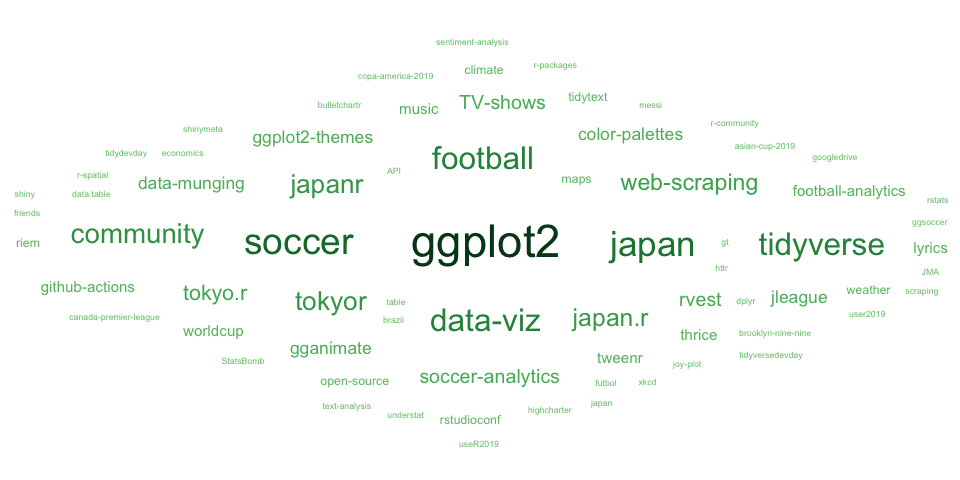 sentiment-analysis
copa-america-2019 climate r-packages
bulletchartr music TV-shows tidytext messi
shinymeta ggplot2-themes football color-palettes r-community
tidydevday economics asian-cup-2019 googledrive
r-spatial data-munging japanr API maps web-scraping football-analytics
shiny data.table rstats
friends community soccer ggplot2 japan gt tidyverse ggsoccer
riem lyrics
httr JMA
github-actions tokyo.r tokyor table rvest dplyr jleague weather scraping
canada-premier-league brazil data-viz japan.r user2019
worldcup thrice brooklyn-nine-nine
StatsBomb gganimate tweenr joy-plot tidyversedevday
open-source soccer-analytics futbol xkcd
text-analysis understat rstudioconf highcharter japan
useR2019